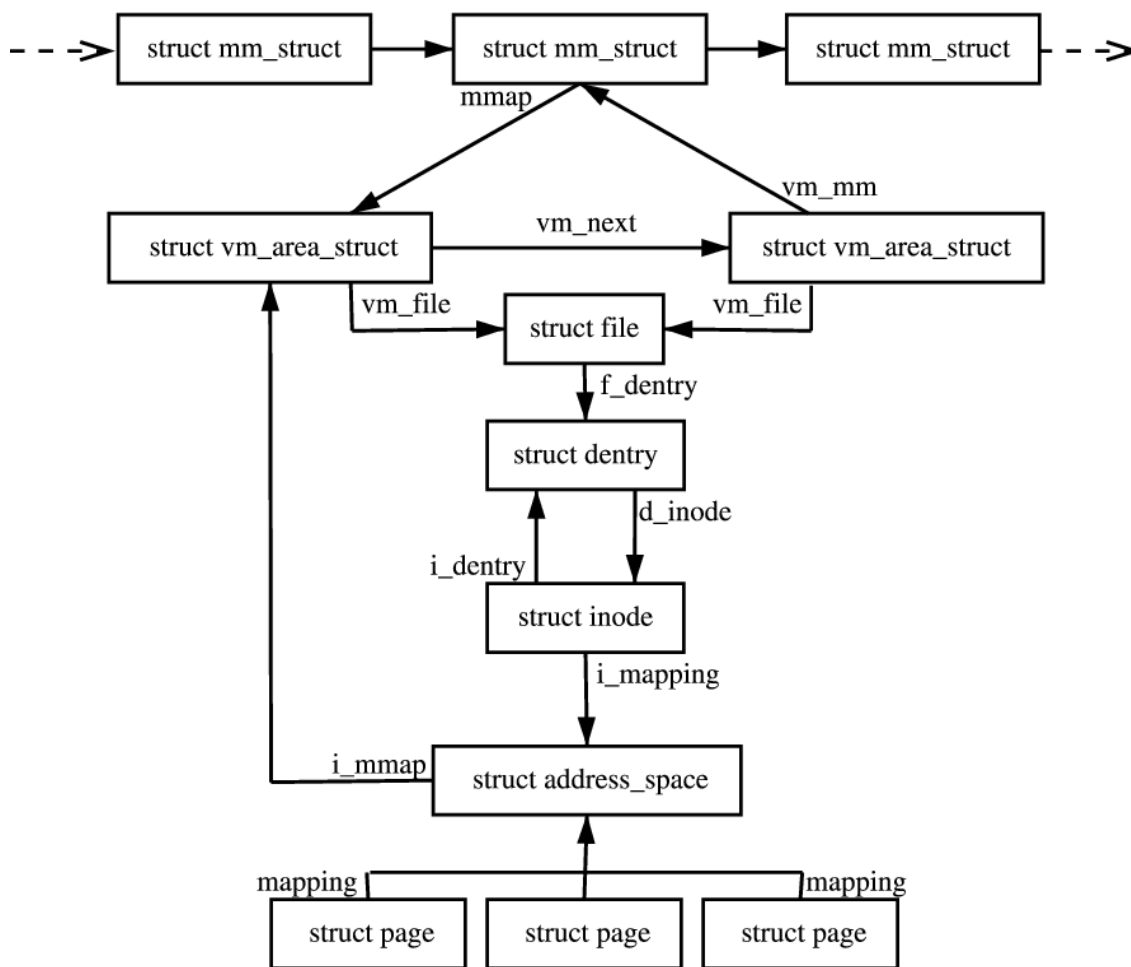 struct mm_struct
struct mm_struct
struct mm_struct
mmap
vm_mm
struct vm_area_struct
vm_next
struct vm_area_struct
vm_file
struct file
vm_file
f_dentry
struct dentry
d_inode
i_dentry
struct inode
i_mapping
i_mmap
struct address_space
mapping
mapping
struct page
struct page
struct page